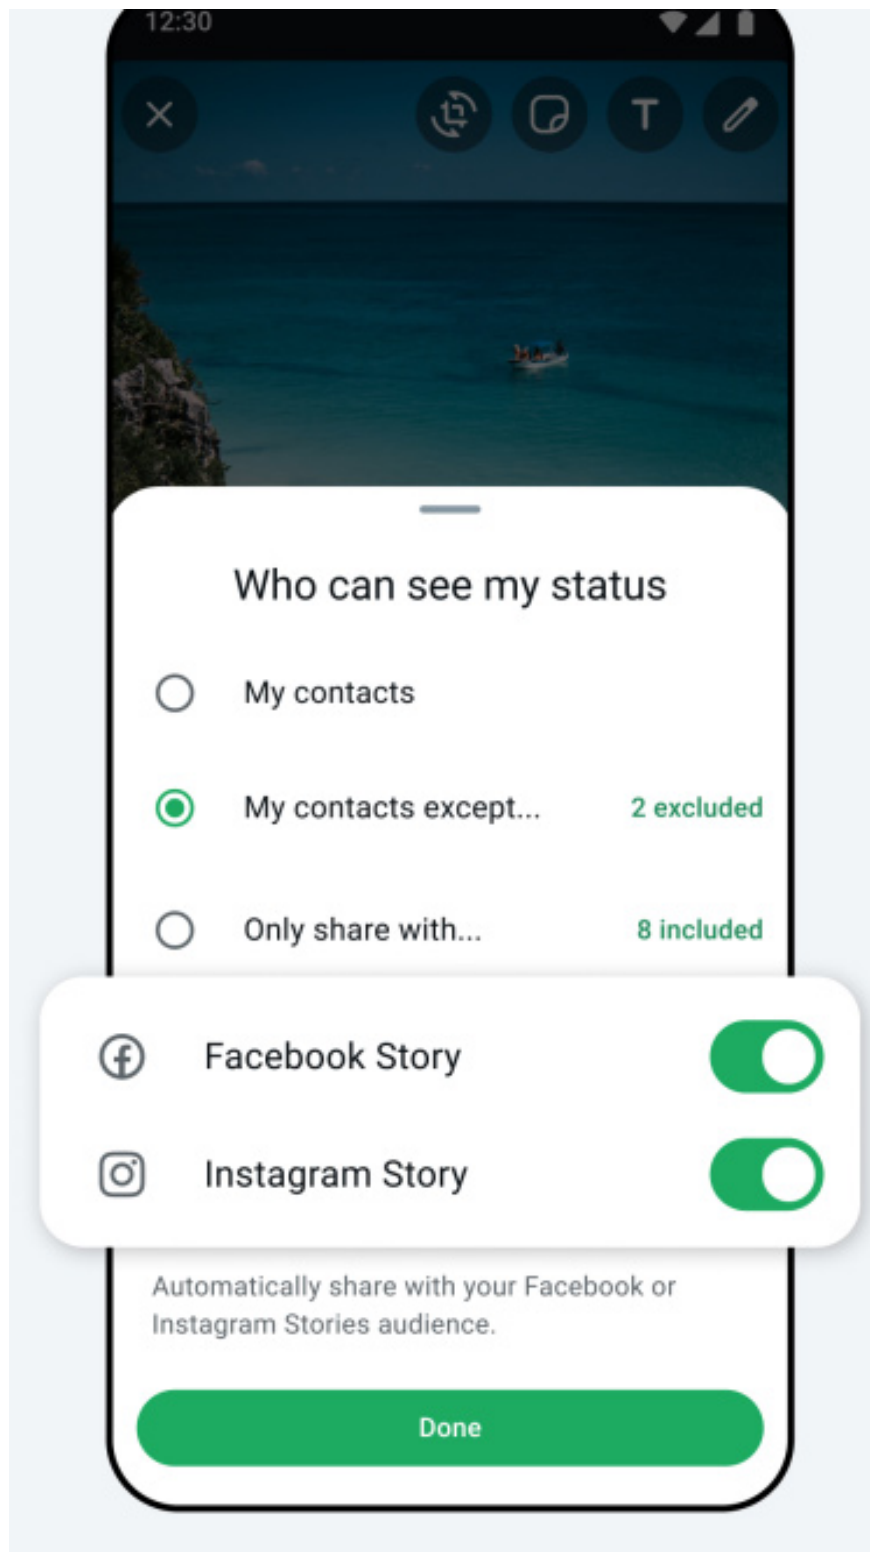 12:30
T
Who can see my status
My contacts
My contacts except...
2 excluded
Only share with...
8 included
Facebook Story
Instagram Story
Automatically share with your Facebook or
Instagram Stories audience.
Done